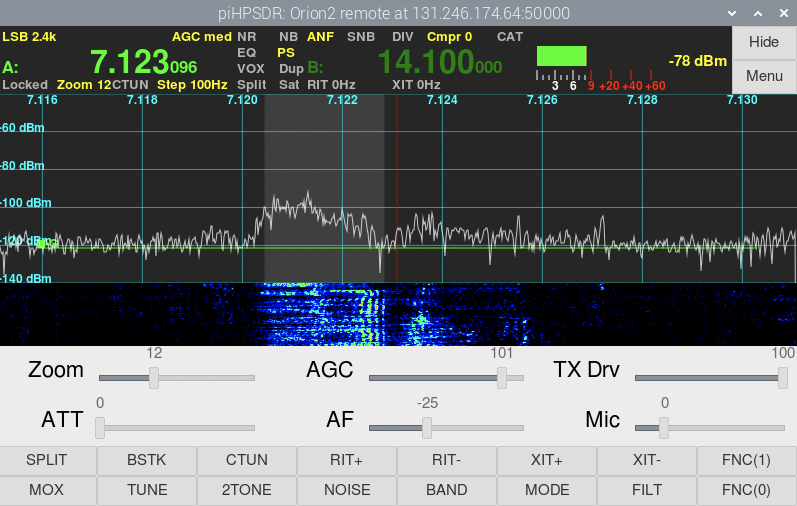 piHPSDR: Orion2 remote at 131.246.174.64:50000
LSB 2.4k AGC med NR NB ANF SNB DIV Cmpr 0 CAT
EQ PS
A: 7.123096 VOX Dup B: 14.100000 -78 dBm
Locked Zoom 12 CTUN Step 100Hz Split Sat RIT 0Hz XIT 0Hz 3 6 9 +20 +40 +60
Hide
Menu
7.116 7.118 7.120 7.122 7.124 7.126 7.128 7.130
-60 dBm
-80 dBm
-100 dBm
-120 dBm
-140 dBm
12 101 100
Zoom AGC TX Drv
0 -25 0
ATT AF Mic
SPLIT BSTK CTUN RIT+ RIT- XIT+ XIT- FNC(1)
MOX TUNE 2TONE NOISE BAND MODE FILT FNC(0)